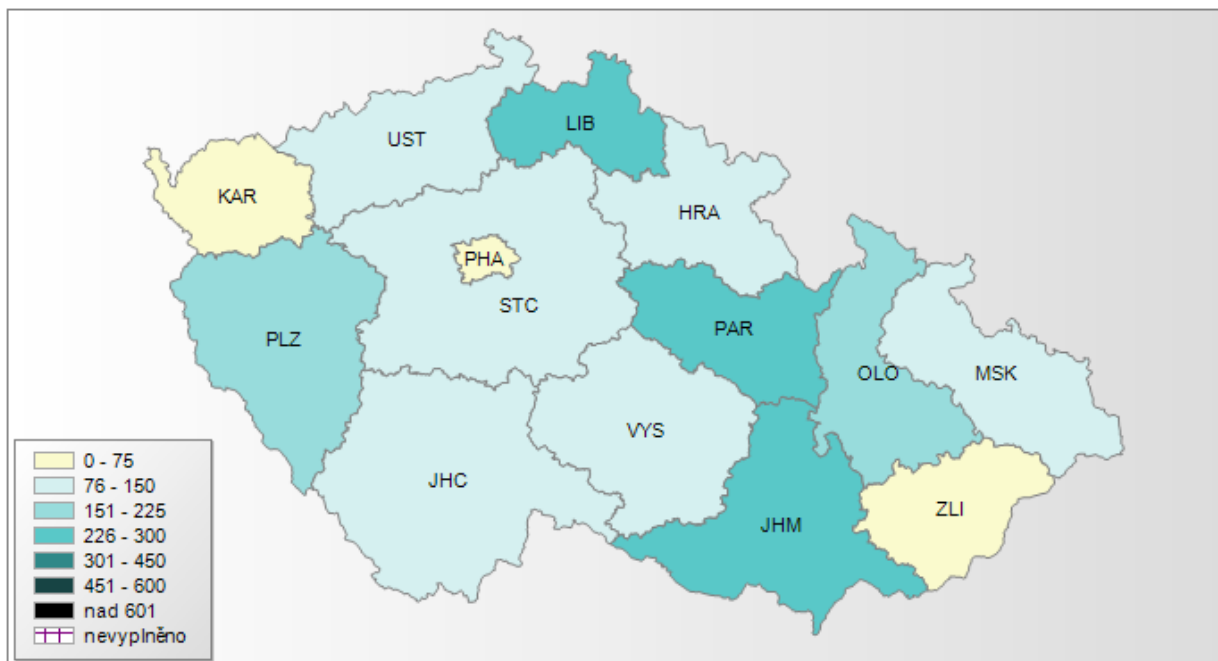 LIB
UST
KAR
HRA
PHA
STC
PAR
PLZ
OLO
MSK
VYS
JHC
ZLI
JHM
0 - 75
76 - 150
151 - 225
226 - 300
301 - 450
451 - 600
nad 601
nevyplněno